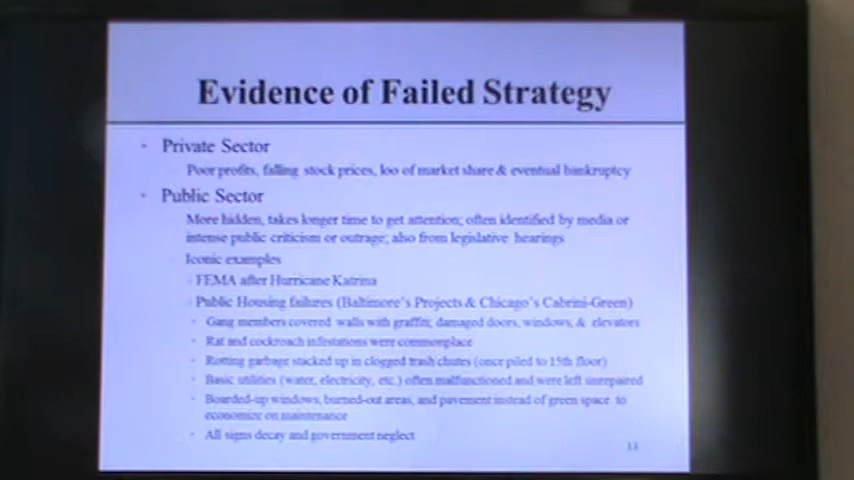 Evidence of Failed Strategy
• Private Sector
Poor profits, falling stock prices, loo of market share & eventual bankruptcy
• Public Sector
More hidden, takes longer time to get attention; often identified by media or
intense public criticism or outrage; also from legislative hearings
Iconic examples
FEMA after Hurricane Katrina
Public Housing failures (Baltimore's Projects & Chicago's Cabrini-Green)
• Gang members covered walls with graffiti; damaged doors, windows, & elevators
• Rat and cockroach infestations were commonplace
• Rotting garbage stacked up in clogged trash chutes (once piled to 15th floor)
• Basic utilities (water, electricity, etc.) often malfunctioned and were left unrepaired
• Boarded-up windows, burned-out areas, and pavement instead of green space to
economize on maintenance
• All signs decay and government neglect